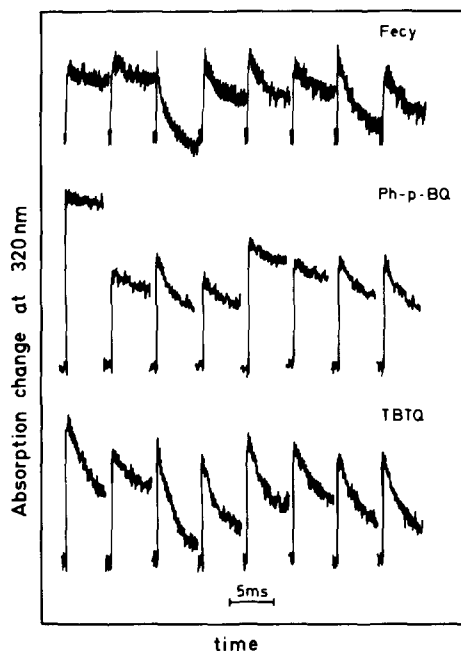 Fecy
Ph-p-BQ
TBTQ
5ms
time
Absorption change at 320 nm